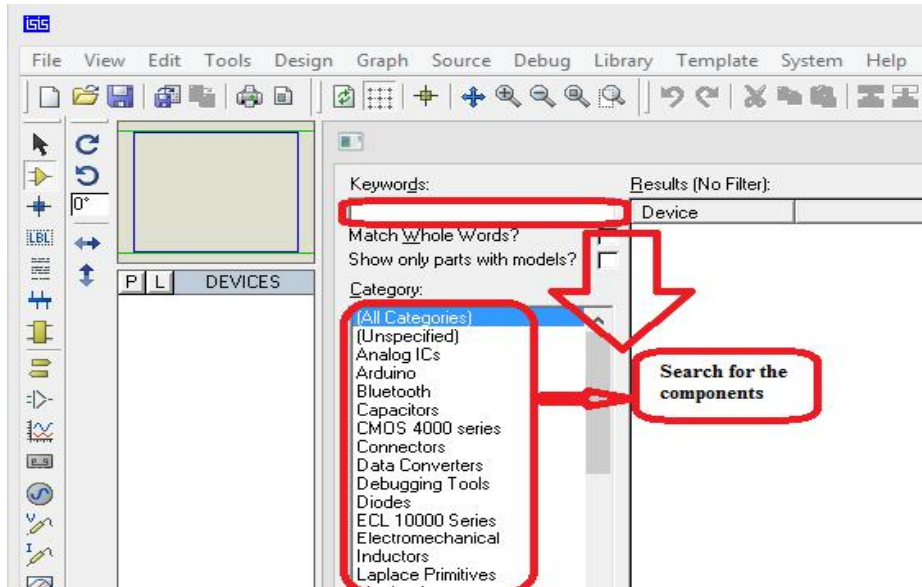 isis
File View Edit Tools Design Graph Source Debug Library Template System Help
0°
LBL
P L DEVICES
Keywords:
Match Whole Words?
Show only parts with models?
Category:
(All Categories)
(Unspecified)
Analog ICs
Arduino
Bluetooth
Capacitors
CMOS 4000 series
Connectors
Data Converters
Debugging Tools
Diodes
ECL 10000 Series
Electromechanical
Inductors
Laplace Primitives
Results (No Filter):
Device
Search for the
components
V
I